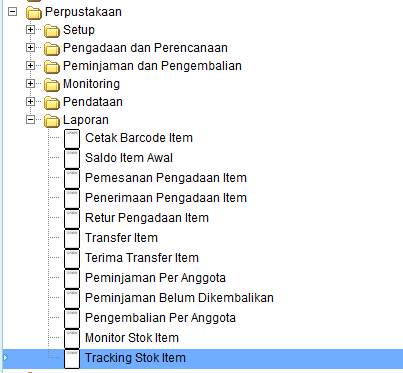 Perpustakaan
Setup
Pengadaan dan Perencanaan
Peminjaman dan Pengembalian
Monitoring
Pendataan
Laporan
Cetak Barcode Item
Saldo Item Awal
Pemesanan Pengadaan Item
Penerimaan Pengadaan Item
Retur Pengadaan Item
Transfer Item
Terima Transfer Item
Peminjaman Per Anggota
Peminjaman Belum Dikembalikan
Pengembalian Per Anggota
Monitor Stok Item
Tracking Stok Item